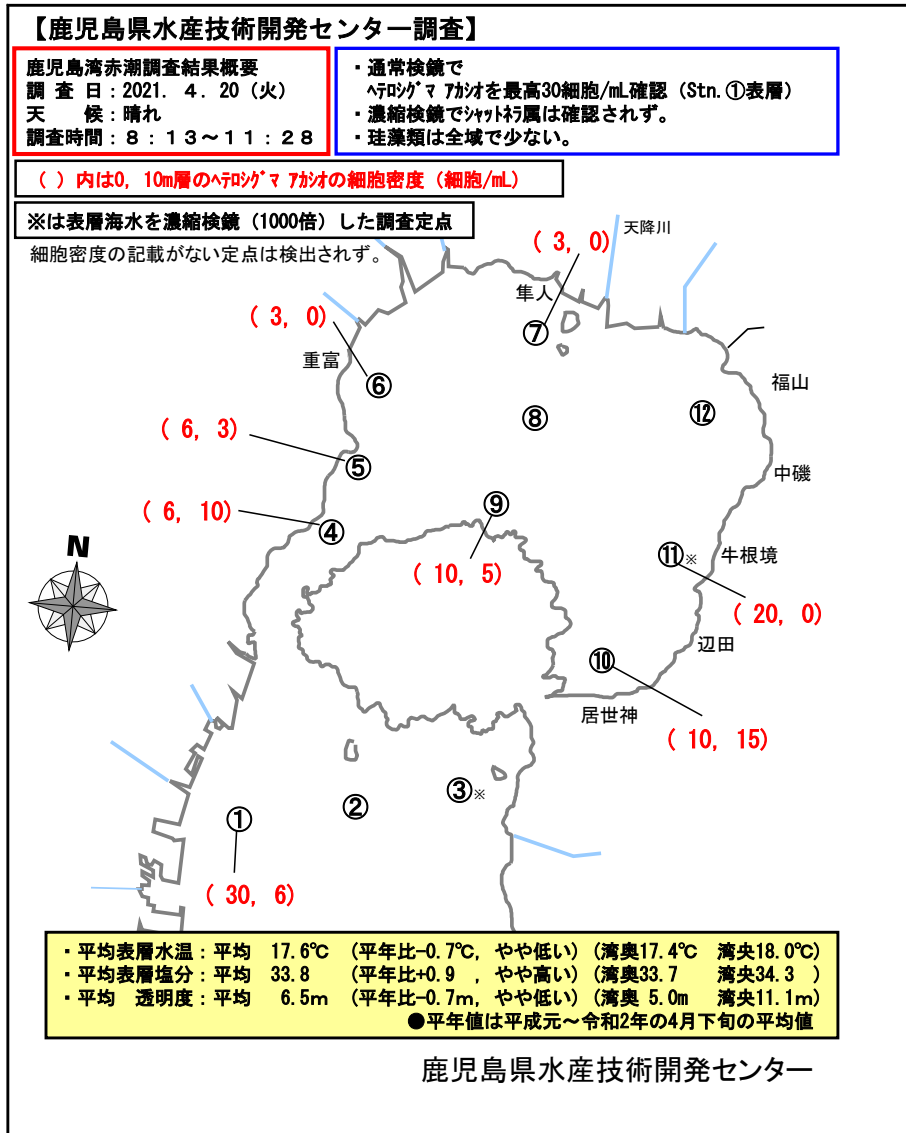 【鹿児島県水産技術開発センター調査】
鹿児島湾赤潮調査結果概要
調 査 日：2021. 4. 20（火）
天　　候：晴れ
調査時間：8：13～11：28
・通常検鏡で
ﾍﾃﾛｼｸﾞﾏ ｱｶｼｵを最高30細胞/mL確認（Stn.①表層）
・濃縮検鏡でｼｬｯﾄﾈﾗ属は確認されず。
・珪藻類は全域で少ない。
（ ）内は0, 10m層のﾍﾃﾛｼｸﾞﾏ ｱｶｼｵの細胞密度（細胞/mL）
※は表層海水を濃縮検鏡（1000倍）した調査定点
細胞密度の記載がない定点は検出されず。
天降川
( 3, 0)
隼人
⑦
( 3, 0)
重富
⑥
福山
⑧
⑫
( 6, 3)
⑤
中磯
( 6, 10)
④
⑨
N
⑪※
牛根境
( 10, 5)
(20, 0)
辺田
⑩
居世神
( 10, 15)
③※
②
①
(30, 6)
・平均表層水温：平均 17.6℃ （平年比-0.7℃, やや低い）（湾奥17.4℃ 湾央18.0℃）
・平均表層塩分：平均 33.8 （平年比+0.9 , やや高い）（湾奥33.7 湾央34.3 ）
・平均 透明度：平均 6.5m （平年比-0.7m, やや低い）（湾奥 5.0m 湾央11.1m）
●平年値は平成元～令和2年の4月下旬の平均値
鹿児島県水産技術開発センター